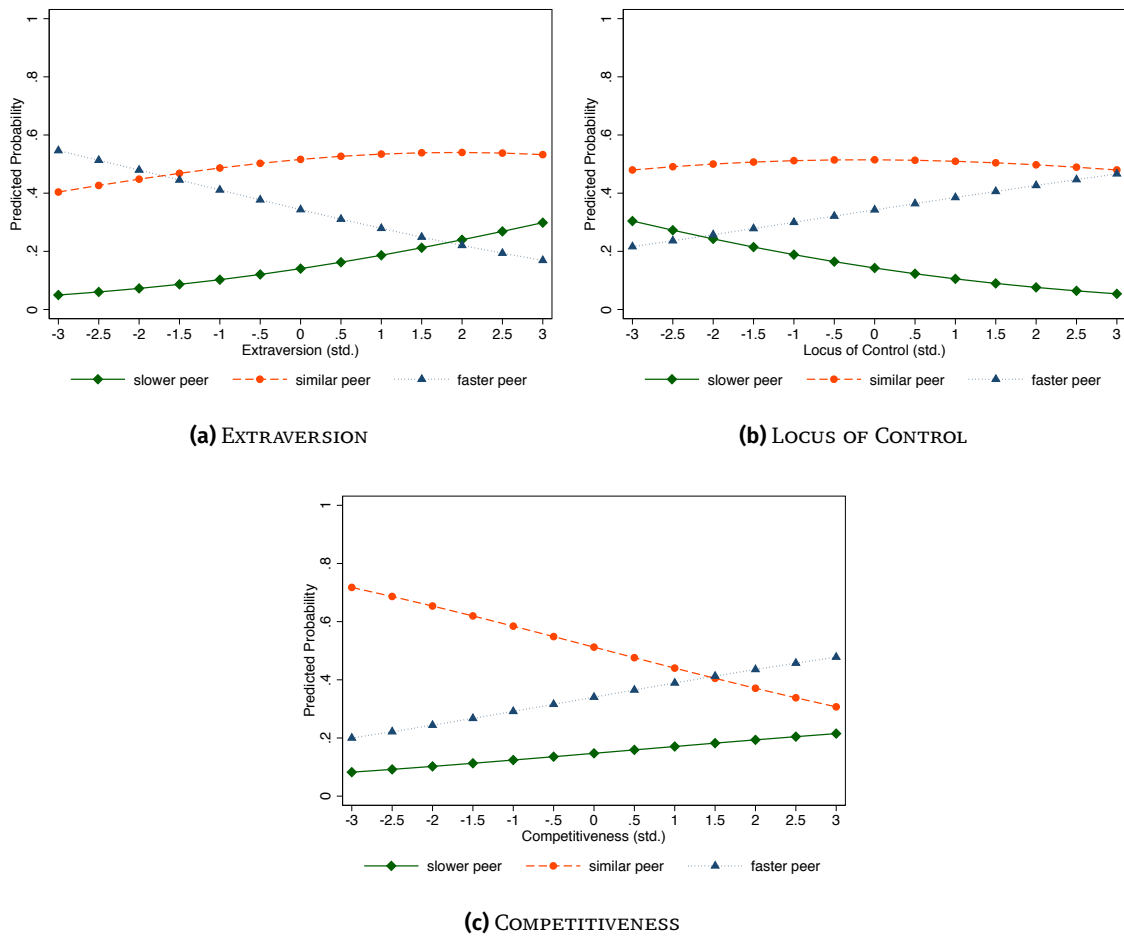 Predicted Probability
1
.8
.6
.4
.2
0
-3 -2.5 -2 -1.5 -1 -.5 0 .5 1 1.5 2 2.5 3
Extraversion (std.)
slower peer similar peer faster peer
(a) EXTRAVERSION
Predicted Probability
1
.8
.6
.4
.2
0
-3 -2.5 -2 -1.5 -1 -.5 0 .5 1 1.5 2 2.5 3
Locus of Control (std.)
slower peer similar peer faster peer
(b) LOCUS OF CONTROL
Predicted Probability
1
.8
.6
.4
.2
0
-3 -2.5 -2 -1.5 -1 -.5 0 .5 1 1.5 2 2.5 3
Competitiveness (std.)
slower peer similar peer faster peer
(c) COMPETITIVENESS